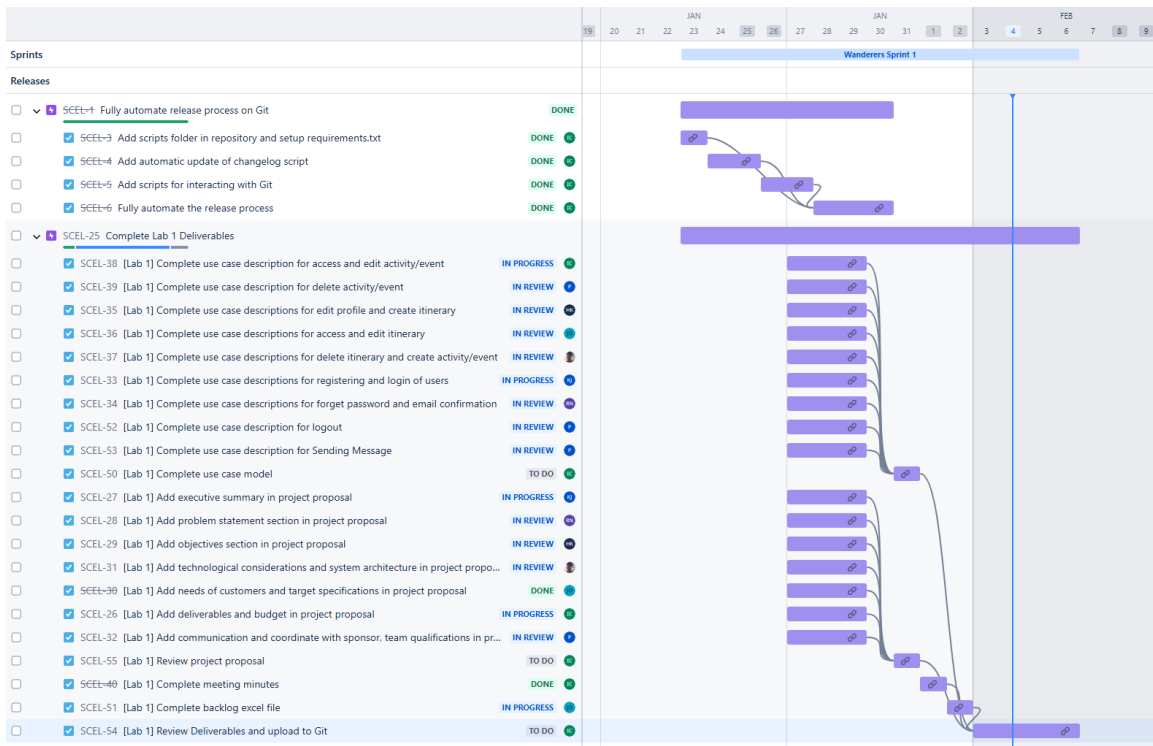 JAN JAN FEB
19 20 21 22 23 24 25 26 27 28 29 30 31 1 2 3 4 5 6 7 8 9
Sprints Wanderers Sprint 1
Releases
SCEL-1 Fully automate release process on Git DONE
SCEL-3 Add scripts folder in repository and setup requirements.txt DONE EC
SCEL-4 Add automatic update of changelog script DONE EC
SCEL-5 Add scripts for interacting with Git DONE EC
SCEL-6 Fully automate the release process DONE EC
SCEL-25 Complete Lab 1 Deliverables
SCEL-38 [Lab 1] Complete use case description for access and edit activity/event IN PROGRESS EC
SCEL-39 [Lab 1] Complete use case description for delete activity/event IN REVIEW P
SCEL-35 [Lab 1] Complete use case descriptions for edit profile and create itinerary IN REVIEW HK
SCEL-36 [Lab 1] Complete use case descriptions for access and edit itinerary IN REVIEW
SCEL-37 [Lab 1] Complete use case descriptions for delete itinerary and create activity/event IN REVIEW
SCEL-33 [Lab 1] Complete use case descriptions for registering and login of users IN PROGRESS KJ
SCEL-34 [Lab 1] Complete use case descriptions for forget password and email confirmation IN REVIEW RN
SCEL-52 [Lab 1] Complete use case description for logout IN REVIEW P
SCEL-53 [Lab 1] Complete use case description for Sending Message IN REVIEW P
SCEL-50 [Lab 1] Complete use case model TO DO EC
SCEL-27 [Lab 1] Add executive summary in project proposal IN PROGRESS KJ
SCEL-28 [Lab 1] Add problem statement section in project proposal IN REVIEW RN
SCEL-29 [Lab 1] Add objectives section in project proposal IN REVIEW HK
SCEL-31 [Lab 1] Add technological considerations and system architecture in project propo... IN REVIEW
SCEL-30 [Lab 1] Add needs of customers and target specifications in project proposal DONE
SCEL-26 [Lab 1] Add deliverables and budget in project proposal IN PROGRESS EC
SCEL-32 [Lab 1] Add communication and coordinate with sponsor, team qualifications in pr... IN REVIEW P
SCEL-55 [Lab 1] Review project proposal TO DO EC
SCEL-40 [Lab 1] Complete meeting minutes DONE EC
SCEL-51 [Lab 1] Complete backlog excel file IN PROGRESS
SCEL-54 [Lab 1] Review Deliverables and upload to Git TO DO EC